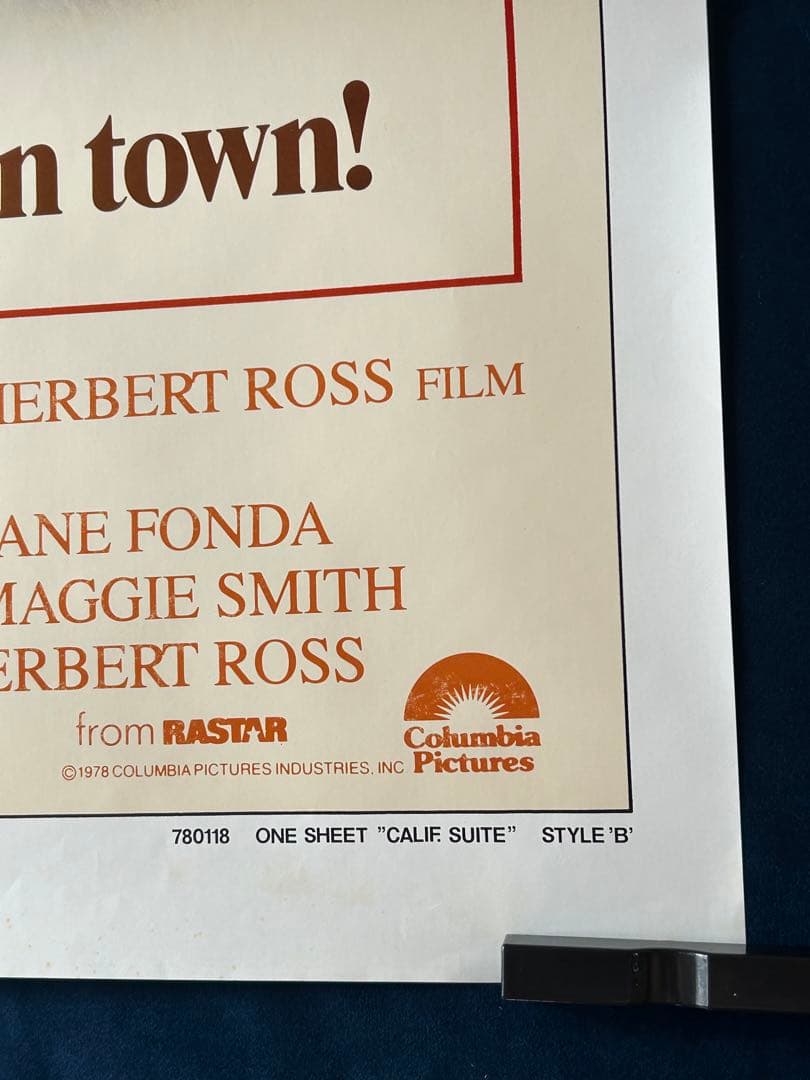 n town!
HERBERT ROSS FILM
ANE FONDA
MAGGIE SMITH
ERBERT ROSS
from RASTAR
Columbia
Pictures
©1978 COLUMBIA PICTURES INDUSTRIES, INC
780118 ONE SHEET "CALIF. SUITE" STYLE 'B'